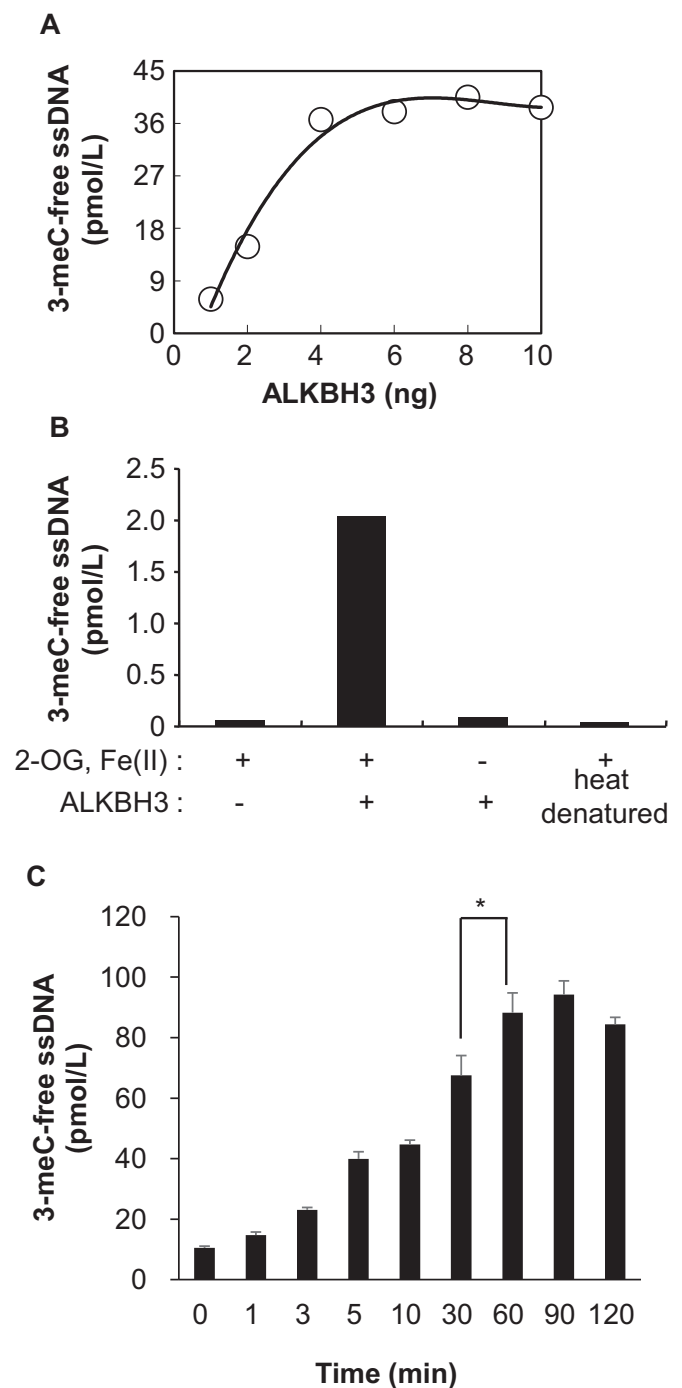 A
3-meC-free ssDNA
(pmol/L)
45
36
27
18
9
0
0 2 4 6 8 10
ALKBH3 (ng)
B
3-meC-free ssDNA
(pmol/L)
2.5
2.0
1.5
1.0
0.5
0
2-OG, Fe(II) : + + - +
ALKBH3 : - + + heat
denatured
C
3-meC-free ssDNA
(pmol/L)
120
100
80
60
40
20
0
*
0 1 3 5 10 30 60 90 120
Time (min)